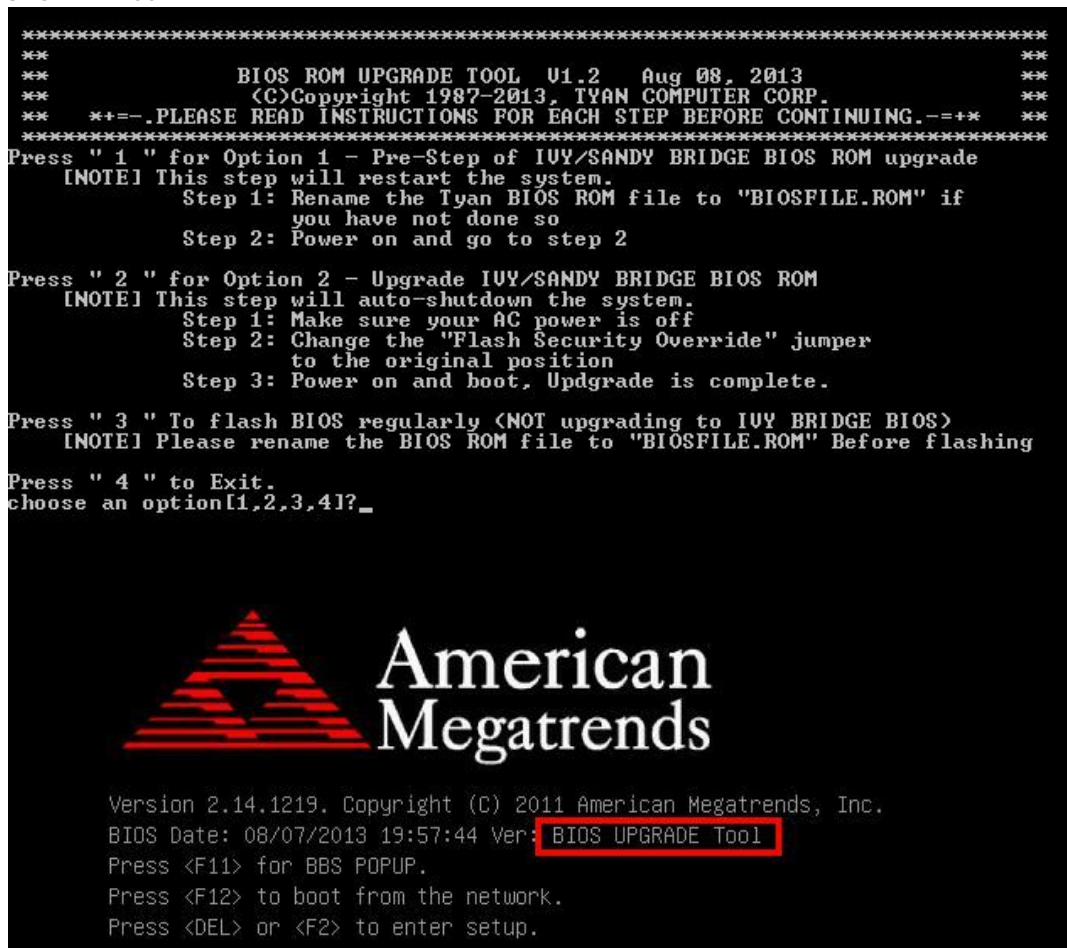 **********************************************************************
** **
** BIOS ROM UPGRADE TOOL V1.2 Aug 08, 2013 **
** (C)Copyright 1987-2013, TYAN COMPUTER CORP. **
** *+=-.PLEASE READ INSTRUCTIONS FOR EACH STEP BEFORE CONTINUING.-=+* **
**********************************************************************
Press " 1 " for Option 1 - Pre-Step of IVY/SANDY BRIDGE BIOS ROM upgrade
[NOTE] This step will restart the system.
Step 1: Rename the Tyan BIOS ROM file to "BIOSFILE.ROM" if
you have not done so
Step 2: Power on and go to step 2
Press " 2 " for Option 2 - Upgrade IVY/SANDY BRIDGE BIOS ROM
[NOTE] This step will auto-shutdown the system.
Step 1: Make sure your AC power is off
Step 2: Change the "Flash Security Override" jumper
to the original position
Step 3: Power on and boot, Updgrade is complete.
Press " 3 " To flash BIOS regularly (NOT upgrading to IVY BRIDGE BIOS)
[NOTE] Please rename the BIOS ROM file to "BIOSFILE.ROM" Before flashing
Press " 4 " to Exit.
choose an option[1,2,3,4]?_
American
Megatrends
Version 2.14.1219. Copyright (C) 2011 American Megatrends, Inc.
BIOS Date: 08/07/2013 19:57:44 Ver: BIOS UPGRADE Tool
Press <F11> for BBS POPUP.
Press <F12> to boot from the network.
Press <DEL> or <F2> to enter setup.